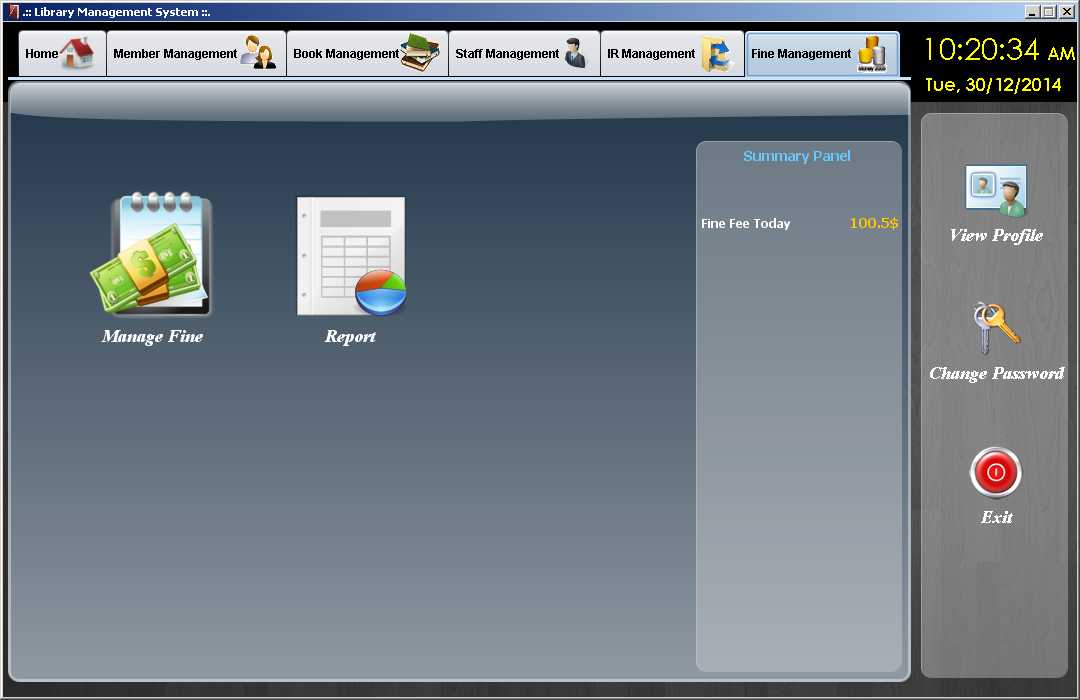 .:: Library Management System ::.
Home
Member Management
Book Management
Staff Management
IR Management
Fine Management
10:20:34 AM
Tue, 30/12/2014
Summary Panel
Fine Fee Today 100.5$
Manage Fine
Report
View Profile
Change Password
Exit